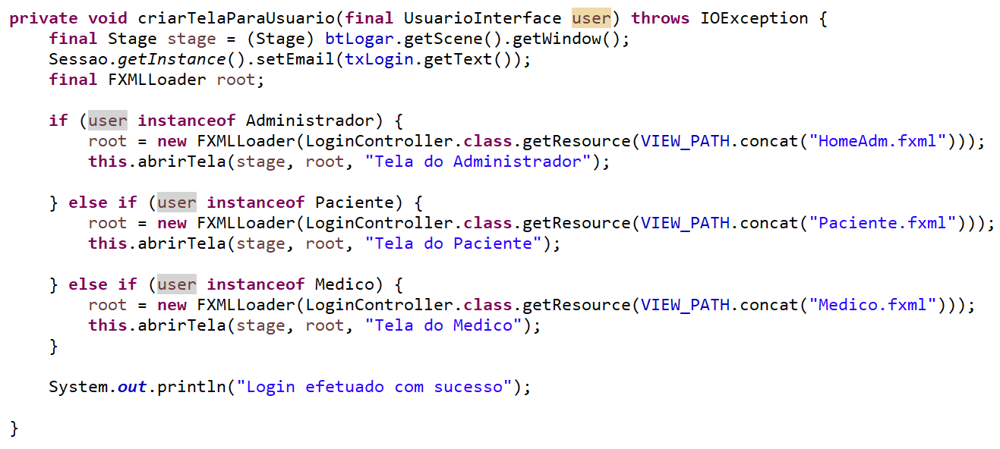 private void criarTelaParaUsuario(final UsuarioInterface user) throws IOException {
    final Stage stage = (Stage) btLogar.getScene().getWindow();
    Sessao.getInstance().setEmail(txLogin.getText());
    final FXMLLoader root;

    if (user instanceof Administrador) {
        root = new FXMLLoader(LoginController.class.getResource(VIEW_PATH.concat("HomeAdm.fxml")));
        this.abrirTela(stage, root, "Tela do Administrador");

    } else if (user instanceof Paciente) {
        root = new FXMLLoader(LoginController.class.getResource(VIEW_PATH.concat("Paciente.fxml")));
        this.abrirTela(stage, root, "Tela do Paciente");

    } else if (user instanceof Medico) {
        root = new FXMLLoader(LoginController.class.getResource(VIEW_PATH.concat("Medico.fxml")));
        this.abrirTela(stage, root, "Tela do Medico");
    }

    System.out.println("Login efetuado com sucesso");

}